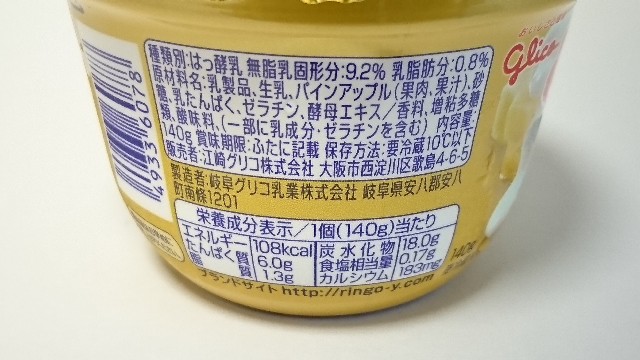 種類別:はっ酵乳 無脂乳固形分:9.2% 乳脂肪分:0.8%
原材料名:乳製品、生乳、パインアップル(果肉、果汁)、砂
糖、乳たんぱく、ゼラチン、酵母エキス/香料、増粘多糖
類、酸味料、(一部に乳成分・ゼラチンを含む) 内容量:
140g 賞味期限:ふたに記載 保存方法:要冷蔵10℃以下
販売者:江崎グリコ株式会社 大阪市西淀川区歌島4-6-5
製造者:岐阜グリコ乳業株式会社 岐阜県安八郡安八
町南條1201
栄養成分表示/1個(140g)当たり
エネルギー 108kcal 炭水化物 18.0g
たんぱく質 6.0g 食塩相当量 0.17g
脂質 1.3g カルシウム 183mg
ブランドサイト http://ringo-y.com
4933 6078
Glico
140g